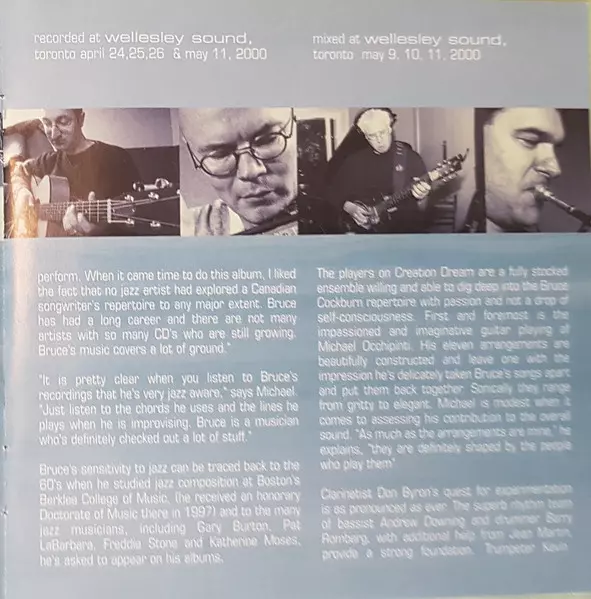 recorded at wellesley sound,
toronto april 24,25,26 & may 11, 2000
mixed at wellesley sound,
toronto may 9, 10, 11, 2000
perform. When it came time to do this album, I liked
the fact that no jazz artist had explored a Canadian
songwriter's repertoire to any major extent. Bruce
has had a long career and there are not many
artists with so many CD's who are still growing.
Bruce's music covers a lot of ground."
"It is pretty clear when you listen to Bruce's
recordings that he's very jazz aware," says Michael.
"Just listen to the chords he uses and the lines he
plays when he is improvising. Bruce is a musician
who's definitely checked out a lot of stuff."
Bruce's sensitivity to jazz can be traced back to the
60's when he studied jazz composition at Boston's
Berklee College of Music, (he received an honorary
Doctorate of Music there in 1997) and to the many
jazz musicians, including Gary Burton, Pat
LaBarbara, Freddie Stone and Katherine Moses,
he's asked to appear on his albums.
The players on Creation Dream are a fully stocked
ensemble willing and able to dig deep into the Bruce
Cockburn repertoire with passion and not a drop of
self-consciousness. First and foremost is the
impassioned and imaginative guitar playing of
Michael Occhipinti. His eleven arrangements are
beautifully constructed and leave one with the
impression he's delicately taken Bruce's songs apart
and put them back together Sonically they range
from gritty to elegant. Michael is modest when it
comes to assessing his contribution to the overall
sound. "As much as the arrangements are mine," he
explains, "they are definitely shaped by the people
who play them"
Clarinetist Don Byron's quest for experimentation
is as pronounced as ever. The superb rhythm team
of bassist Andrew Downing and drummer Barry
Romberg, with additional help from Jean Martin,
provide a strong foundation. Trumpeter Kevin